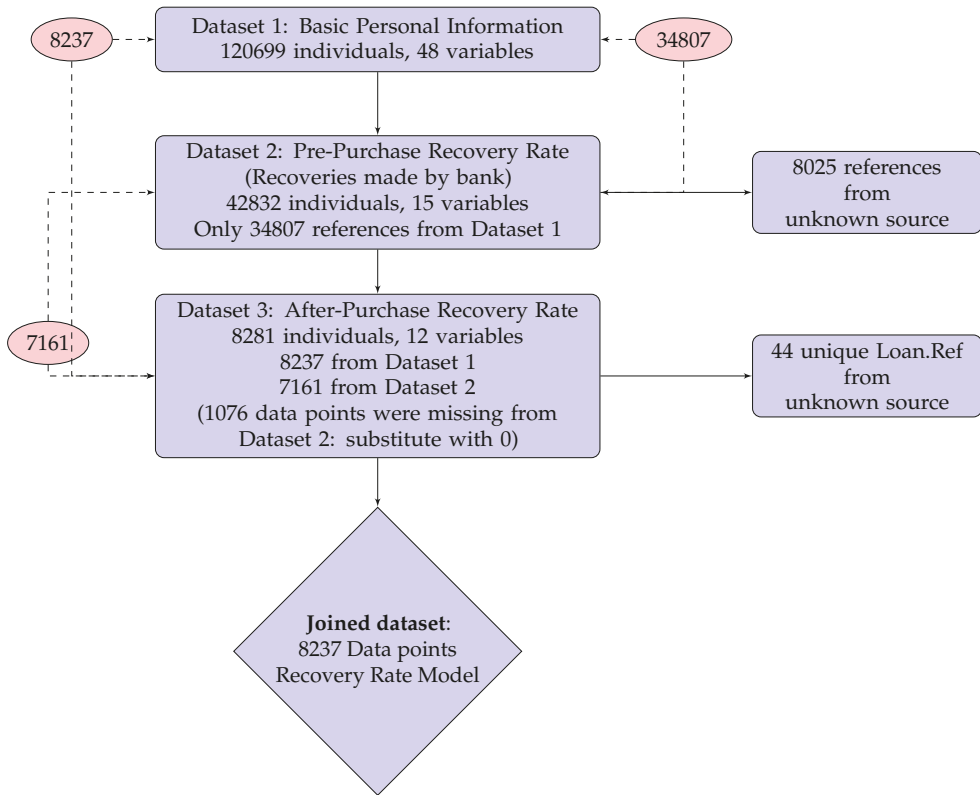 8237
Dataset 1: Basic Personal Information
120699 individuals, 48 variables
34807
Dataset 2: Pre-Purchase Recovery Rate
(Recoveries made by bank)
42832 individuals, 15 variables
Only 34807 references from Dataset 1
8025 references
from
unknown source
7161
Dataset 3: After-Purchase Recovery Rate
8281 individuals, 12 variables
8237 from Dataset 1
7161 from Dataset 2
(1076 data points were missing from
Dataset 2: substitute with 0)
44 unique Loan.Ref
from
unknown source
Joined dataset:
8237 Data points
Recovery Rate Model